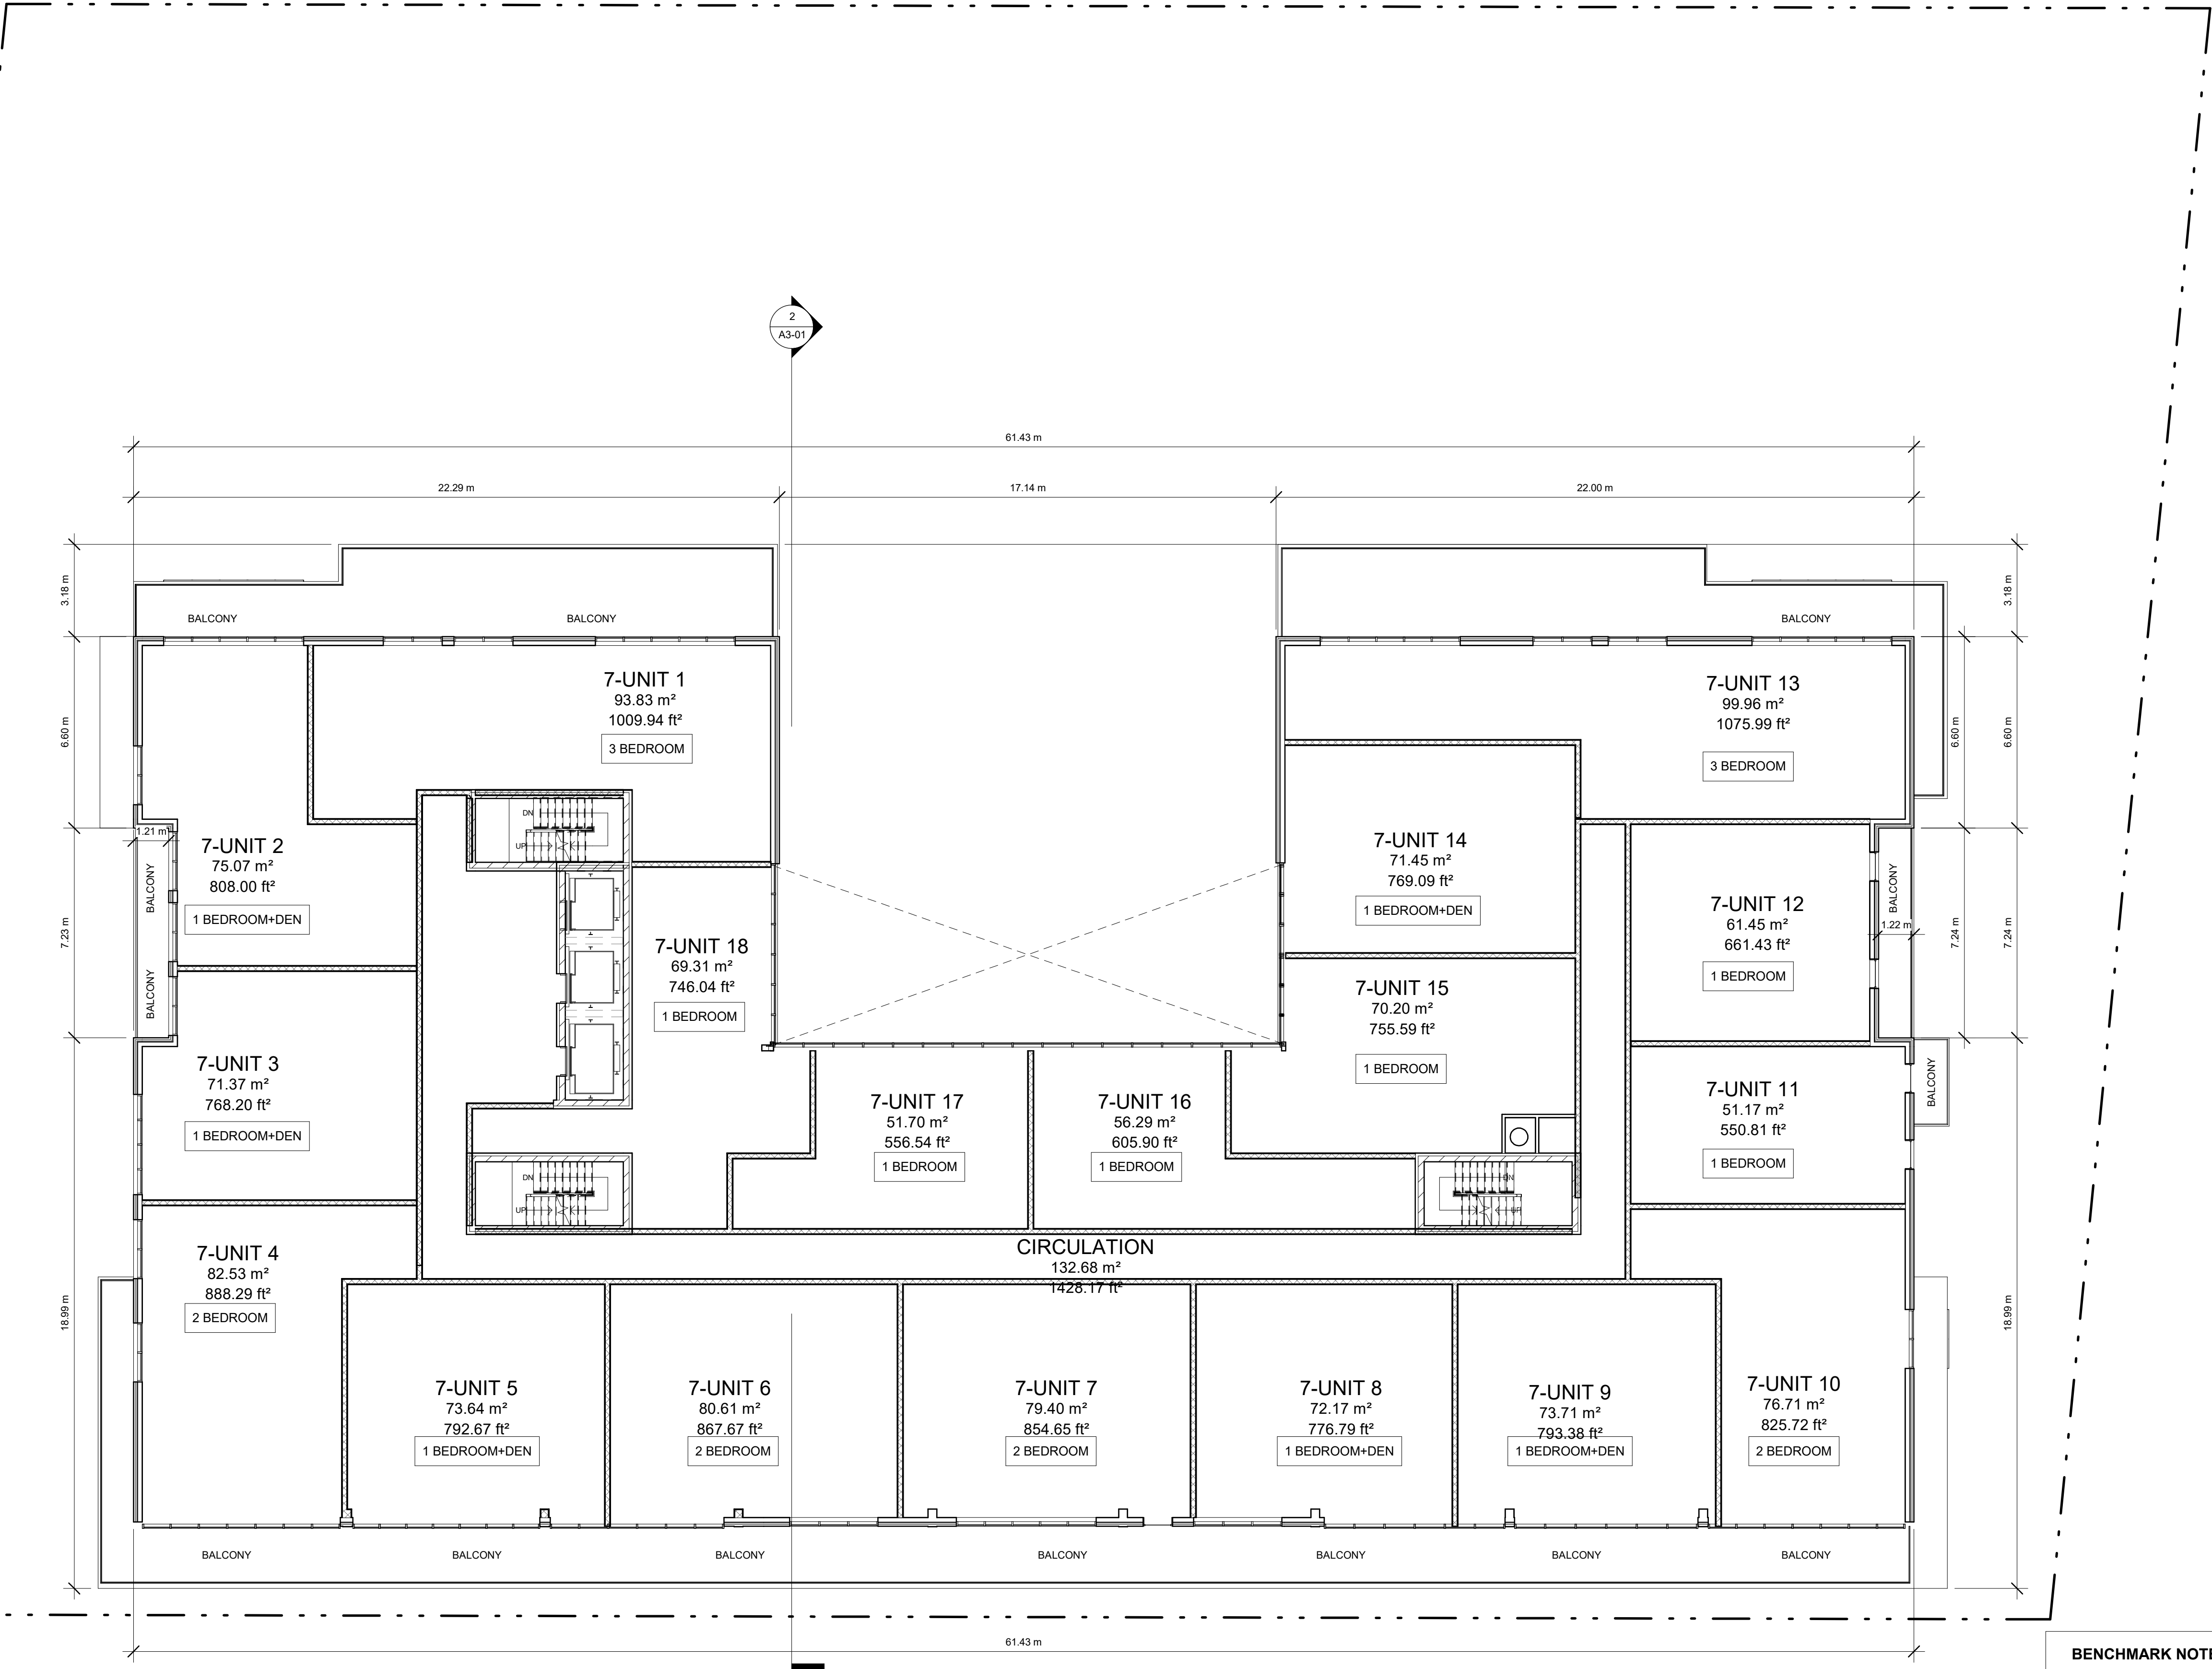 2
A3-01
61.43 m
22.29 m
17.14 m
22.00 m
3.18 m
3.18 m
BALCONY
BALCONY
BALCONY
7-UNIT 1
93.83 m²
1009.94 ft²
3 BEDROOM
7-UNIT 13
99.96 m²
1075.99 ft²
3 BEDROOM
6.60 m
6.60 m
6.60 m
DN
UP
1.21 m
7-UNIT 2
75.07 m²
808.00 ft²
1 BEDROOM+DEN
BALCONY
BALCONY
7.23 m
7-UNIT 14
71.45 m²
769.09 ft²
1 BEDROOM+DEN
7-UNIT 12
61.45 m²
661.43 ft²
1 BEDROOM
BALCONY
1.22 m
7.24 m
7.24 m
7-UNIT 18
69.31 m²
746.04 ft²
1 BEDROOM
7-UNIT 15
70.20 m²
755.59 ft²
1 BEDROOM
7-UNIT 3
71.37 m²
768.20 ft²
1 BEDROOM+DEN
7-UNIT 17
51.70 m²
556.54 ft²
1 BEDROOM
7-UNIT 16
56.29 m²
605.90 ft²
1 BEDROOM
7-UNIT 11
51.17 m²
550.81 ft²
1 BEDROOM
BALCONY
DN
UP
DN
UP
CIRCULATION
132.68 m²
1428.17 ft²
7-UNIT 4
82.53 m²
888.29 ft²
2 BEDROOM
18.99 m
18.99 m
7-UNIT 5
73.64 m²
792.67 ft²
1 BEDROOM+DEN
7-UNIT 6
80.61 m²
867.67 ft²
2 BEDROOM
7-UNIT 7
79.40 m²
854.65 ft²
2 BEDROOM
7-UNIT 8
72.17 m²
776.79 ft²
1 BEDROOM+DEN
7-UNIT 9
73.71 m²
793.38 ft²
1 BEDROOM+DEN
7-UNIT 10
76.71 m²
825.72 ft²
2 BEDROOM
BALCONY
BALCONY
BALCONY
BALCONY
BALCONY
BALCONY
BALCONY
61.43 m
BENCHMARK NOT